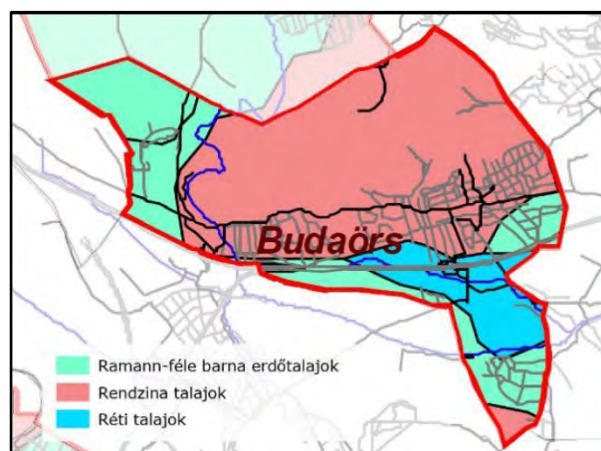 Budaörs
Ramann-féle barna erdőtalajok
Rendzina talajok
Réti talajok